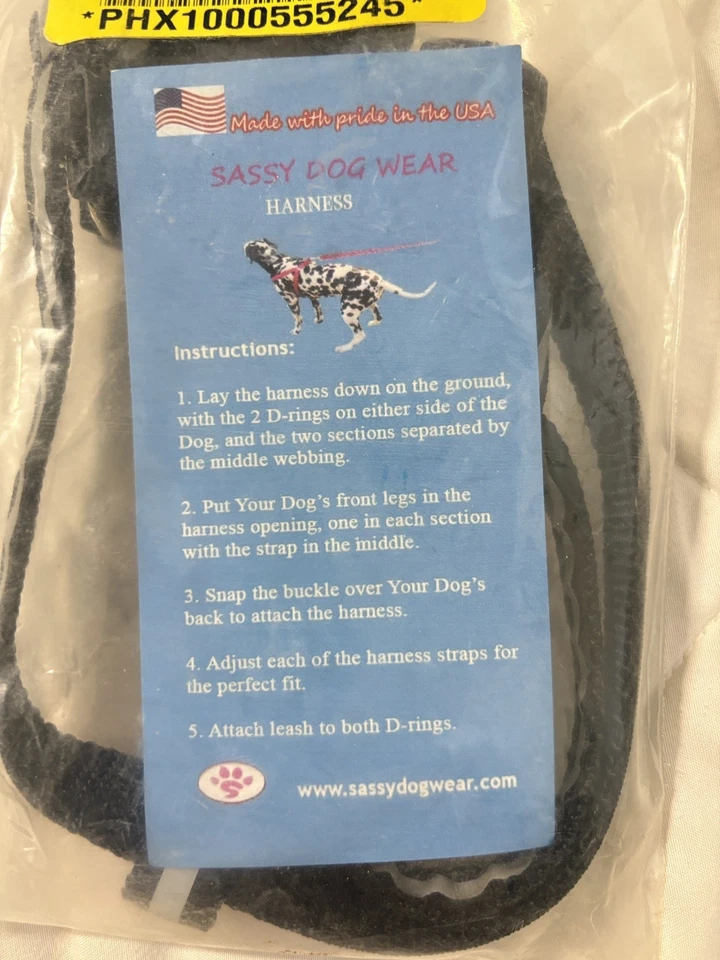 *PHX1000555245*
Made with pride in the USA
SASSY DOG WEAR
HARNESS
Instructions:
1. Lay the harness down on the ground,
with the 2 D-rings on either side of the
Dog, and the two sections separated by
the middle webbing.
2. Put Your Dog's front legs in the
harness opening, one in each section
with the strap in the middle.
3. Snap the buckle over Your Dog's
back to attach the harness.
4. Adjust each of the harness straps for
the perfect fit.
5. Attach leash to both D-rings.
S
www.sassydogwear.com